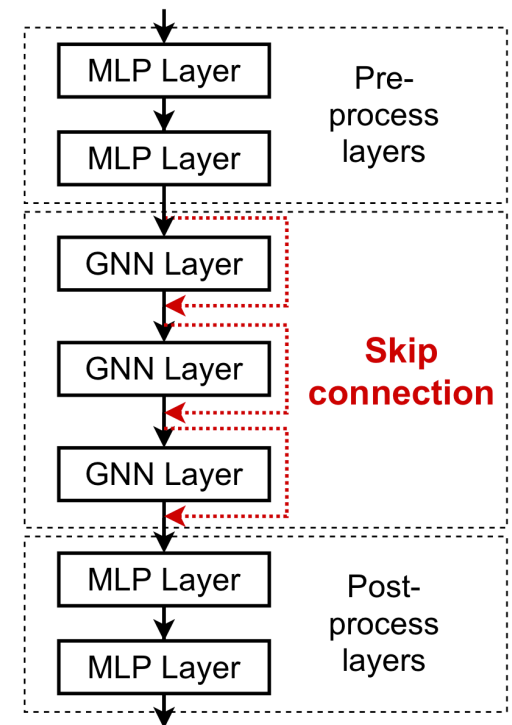 MLP Layer
MLP Layer
Pre-
process
layers
GNN Layer
GNN Layer
GNN Layer
Skip
connection
MLP Layer
MLP Layer
Post-
process
layers